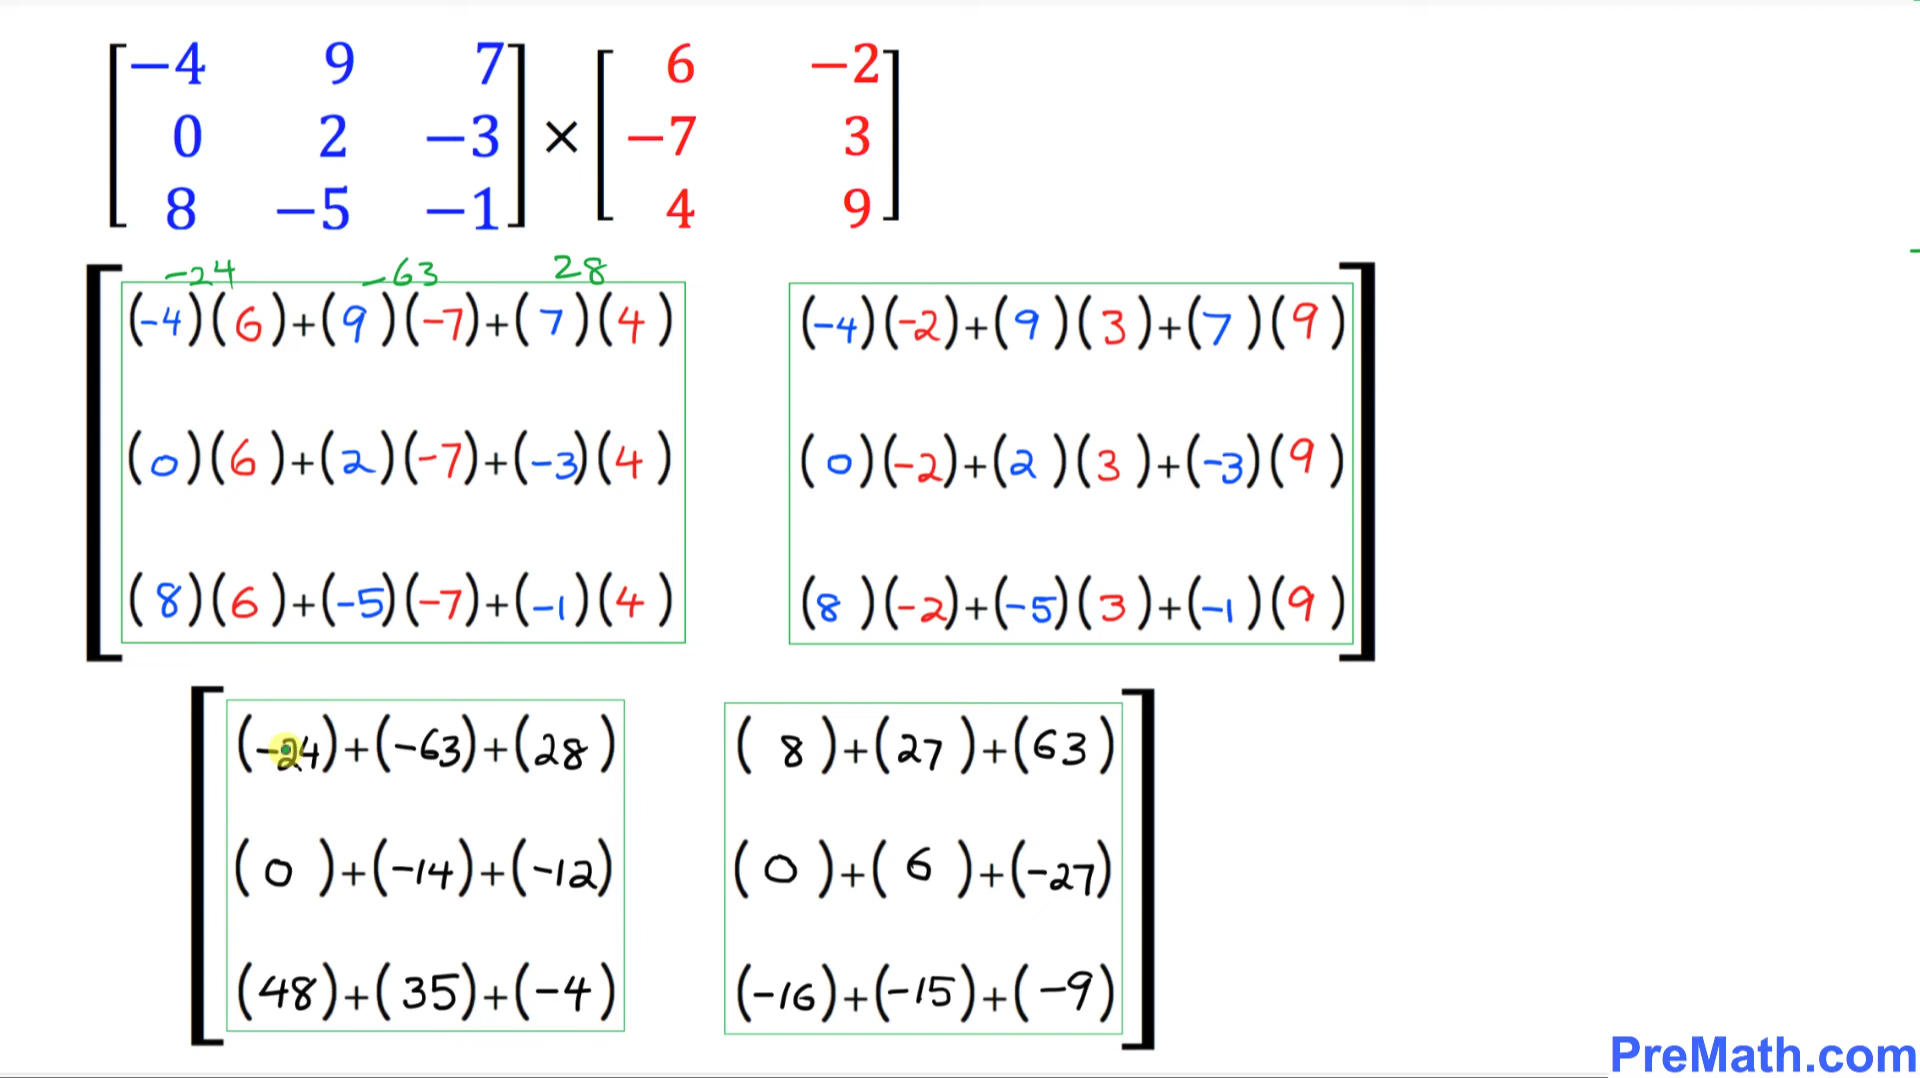 −4 9 7 6 −2
0 2 −3 × −7 3
8 −5 −1 4 9
−24 −63 28
(−4)(6)+(9)(−7)+(7)(4) (−4)(−2)+(9)(3)+(7)(9)
(0)(6)+(2)(−7)+(−3)(4) (0)(−2)+(2)(3)+(−3)(9)
(8)(6)+(−5)(−7)+(−1)(4) (8)(−2)+(−5)(3)+(−1)(9)
(−24)+(−63)+(28) (8)+(27)+(63)
(0)+(−14)+(−12) (0)+(6)+(−27)
(48)+(35)+(−4) (−16)+(−15)+(−9)
PreMath.com